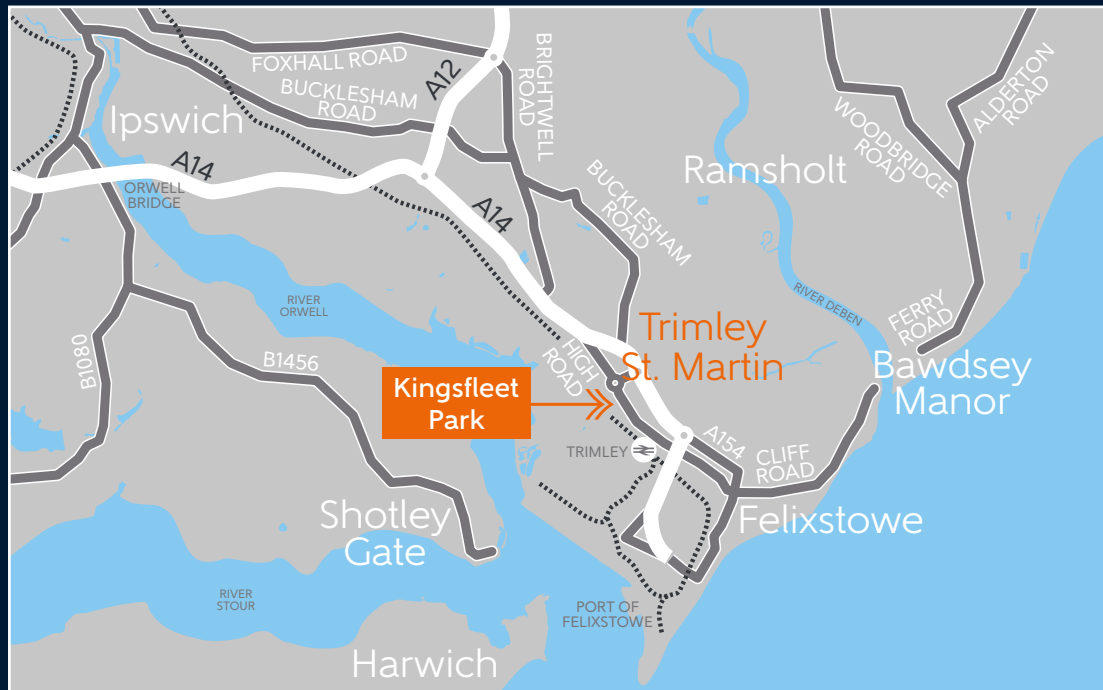 FOXHALL ROAD
BUCKLESHAM
ROAD
A12
BRIGHTWELL
ROAD
Ipswich
A14
ORWELL
BRIDGE
A14
BUCKLESHAM
ROAD
Ramsholt
WOODBRIDGE
ROAD
ALDERTON
ROAD
RIVER
ORWELL
RIVER DEBEN
FERRY
ROAD
Trimley
St. Martin
HIGH
ROAD
B1080
B1456
Kingsfleet
Park
Bawdsey
Manor
TRIMLEY
A154
CLIFF
ROAD
Shotley
Gate
Felixstowe
RIVER
STOUR
PORT OF
FELIXSTOWE
Harwich